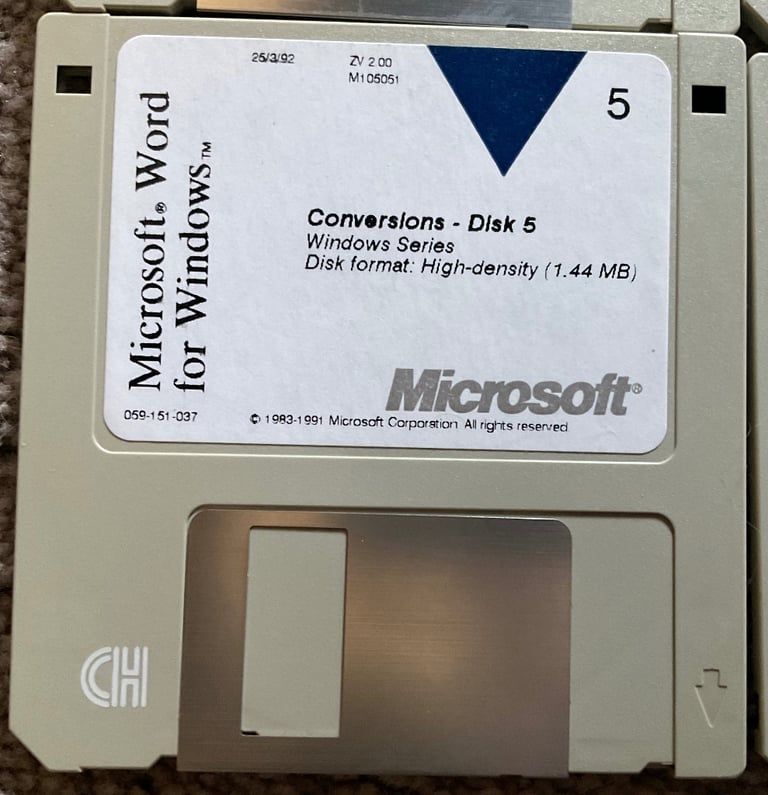 25/3/92
ZV 2.00
M105051
5
Microsoft® Word
for Windows™
Conversions - Disk 5
Windows Series
Disk format: High-density (1.44 MB)
Microsoft®
059-151-037
© 1983-1991 Microsoft Corporation. All rights reserved.
CH